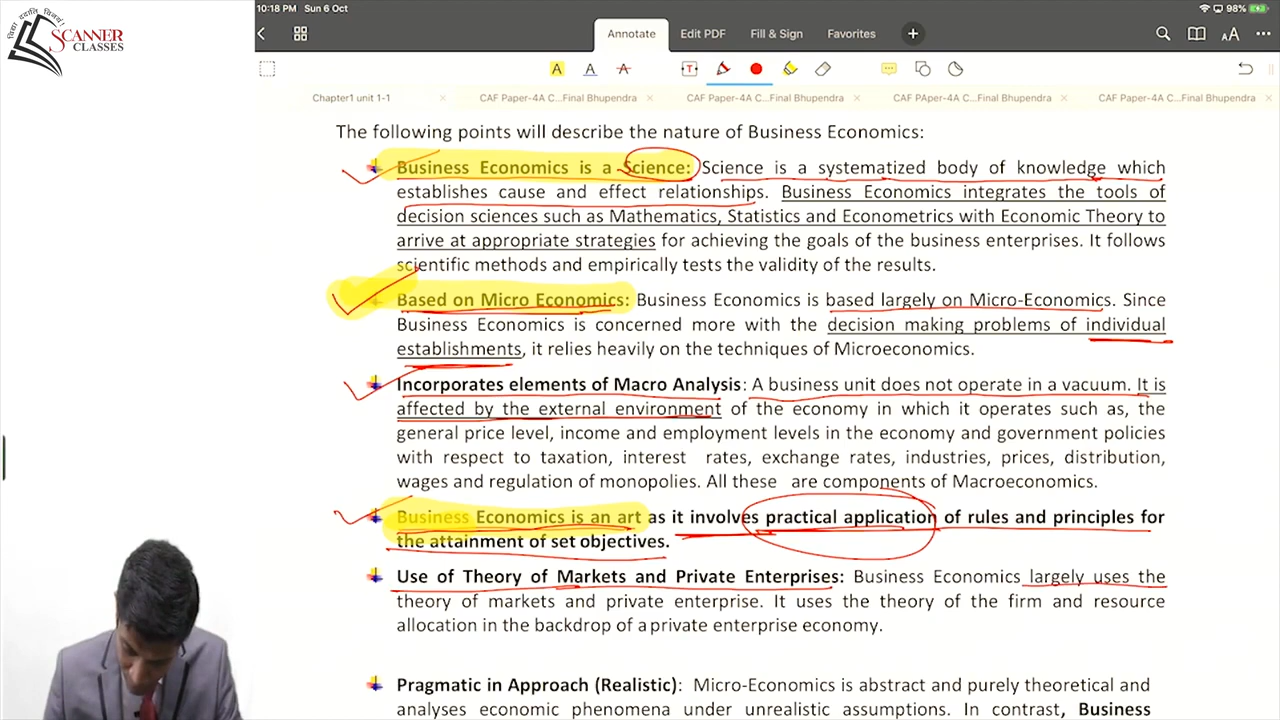 10:18 PM Sun 6 Oct
98%
विद्या ददाति विनयं
SCANNER
CLASSES
Annotate Edit PDF Fill & Sign Favorites
A A A T
Chapter1 unit 1-1 CAF Paper-4A C...Final Bhupendra CAF Paper-4A C...Final Bhupendra CAF PAper-4A C...Final Bhupendra CAF Paper-4A C...Final Bhupendra
The following points will describe the nature of Business Economics:
Business Economics is a Science: Science is a systematized body of knowledge which
establishes cause and effect relationships. Business Economics integrates the tools of
decision sciences such as Mathematics, Statistics and Econometrics with Economic Theory to
arrive at appropriate strategies for achieving the goals of the business enterprises. It follows
scientific methods and empirically tests the validity of the results.
Based on Micro Economics: Business Economics is based largely on Micro-Economics. Since
Business Economics is concerned more with the decision making problems of individual
establishments, it relies heavily on the techniques of Microeconomics.
Incorporates elements of Macro Analysis: A business unit does not operate in a vacuum. It is
affected by the external environment of the economy in which it operates such as, the
general price level, income and employment levels in the economy and government policies
with respect to taxation, interest rates, exchange rates, industries, prices, distribution,
wages and regulation of monopolies. All these are components of Macroeconomics.
Business Economics is an art as it involves practical application of rules and principles for
the attainment of set objectives.
Use of Theory of Markets and Private Enterprises: Business Economics largely uses the
theory of markets and private enterprise. It uses the theory of the firm and resource
allocation in the backdrop of a private enterprise economy.
Pragmatic in Approach (Realistic): Micro-Economics is abstract and purely theoretical and
analyses economic phenomena under unrealistic assumptions. In contrast, Business